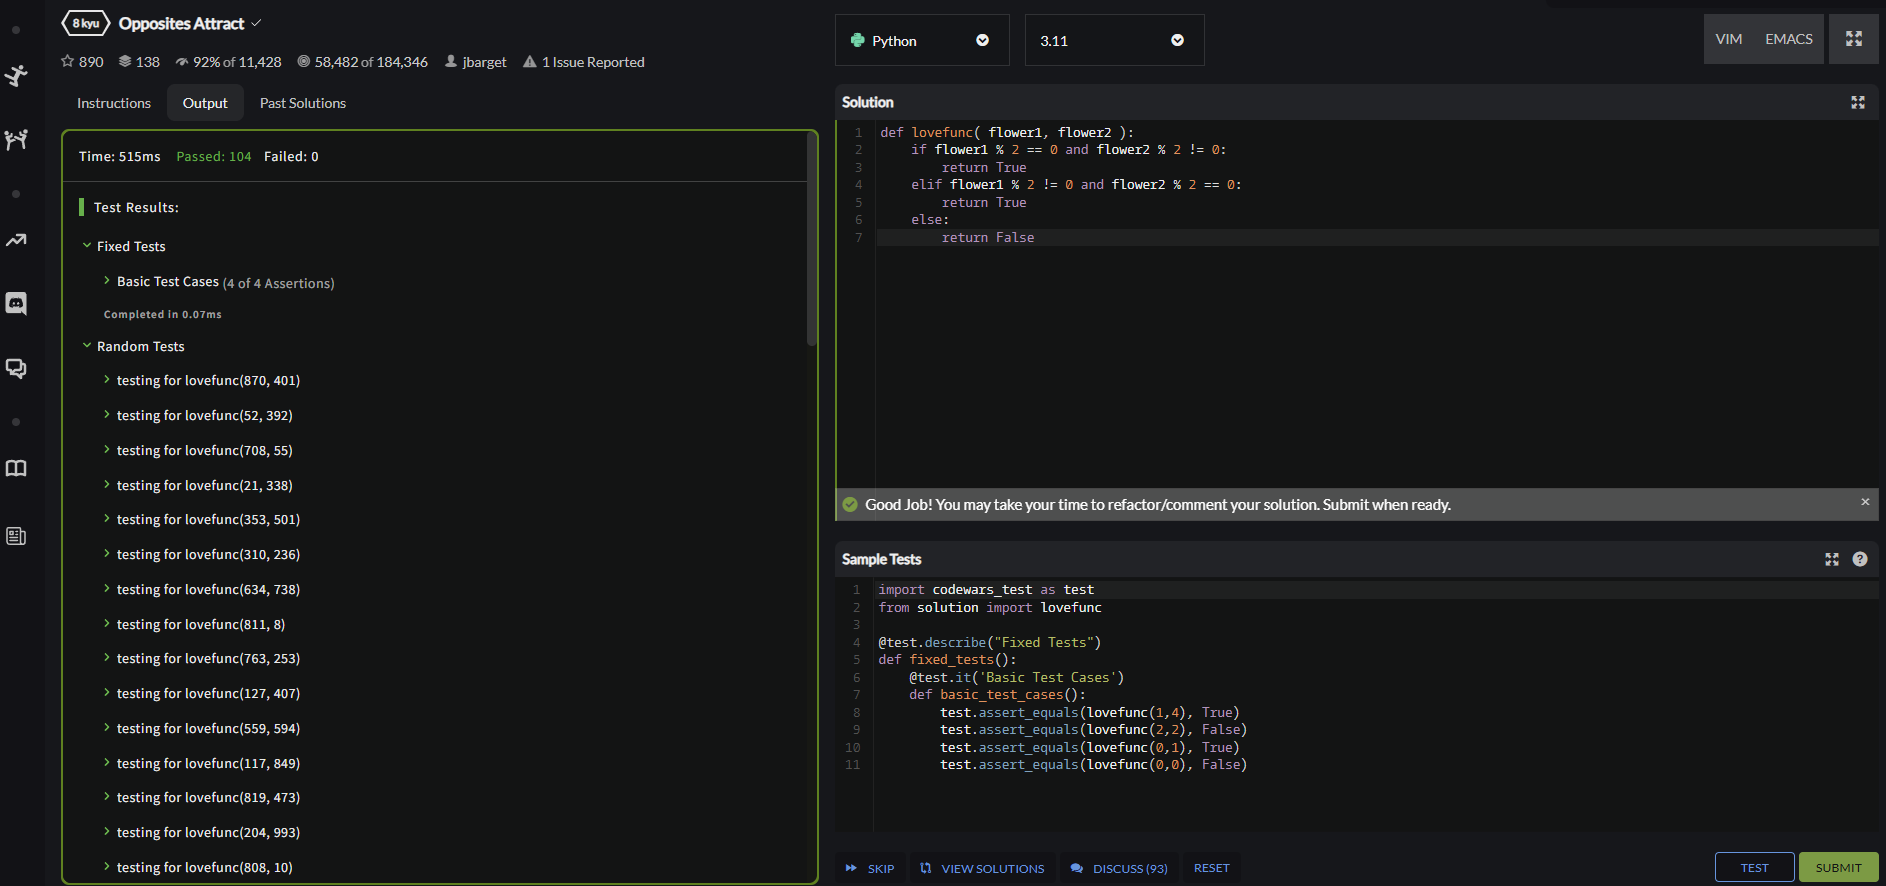 8 kyu Opposites Attract
890 138 92% of 11,428 58,482 of 184,346 jbarget 1 Issue Reported
Instructions Output Past Solutions
Time: 515ms Passed: 104 Failed: 0
Test Results:
Fixed Tests
Basic Test Cases (4 of 4 Assertions)
Completed in 0.07ms
Random Tests
testing for lovefunc(870, 401)
testing for lovefunc(52, 392)
testing for lovefunc(708, 55)
testing for lovefunc(21, 338)
testing for lovefunc(353, 501)
testing for lovefunc(310, 236)
testing for lovefunc(634, 738)
testing for lovefunc(811, 8)
testing for lovefunc(763, 253)
testing for lovefunc(127, 407)
testing for lovefunc(559, 594)
testing for lovefunc(117, 849)
testing for lovefunc(819, 473)
testing for lovefunc(204, 993)
testing for lovefunc(808, 10)
Python 3.11 VIM EMACS
Solution
1 def lovefunc( flower1, flower2 ):
2 if flower1 % 2 == 0 and flower2 % 2 != 0:
3 return True
4 elif flower1 % 2 != 0 and flower2 % 2 == 0:
5 return True
6 else:
7 return False
Good Job! You may take your time to refactor/comment your solution. Submit when ready. ×
Sample Tests ?
1 import codewars_test as test
2 from solution import lovefunc
3
4 @test.describe("Fixed Tests")
5 def fixed_tests():
6 @test.it('Basic Test Cases')
7 def basic_test_cases():
8 test.assert_equals(lovefunc(1,4), True)
9 test.assert_equals(lovefunc(2,2), False)
10 test.assert_equals(lovefunc(0,1), True)
11 test.assert_equals(lovefunc(0,0), False)
SKIP VIEW SOLUTIONS DISCUSS (93) RESET TEST SUBMIT